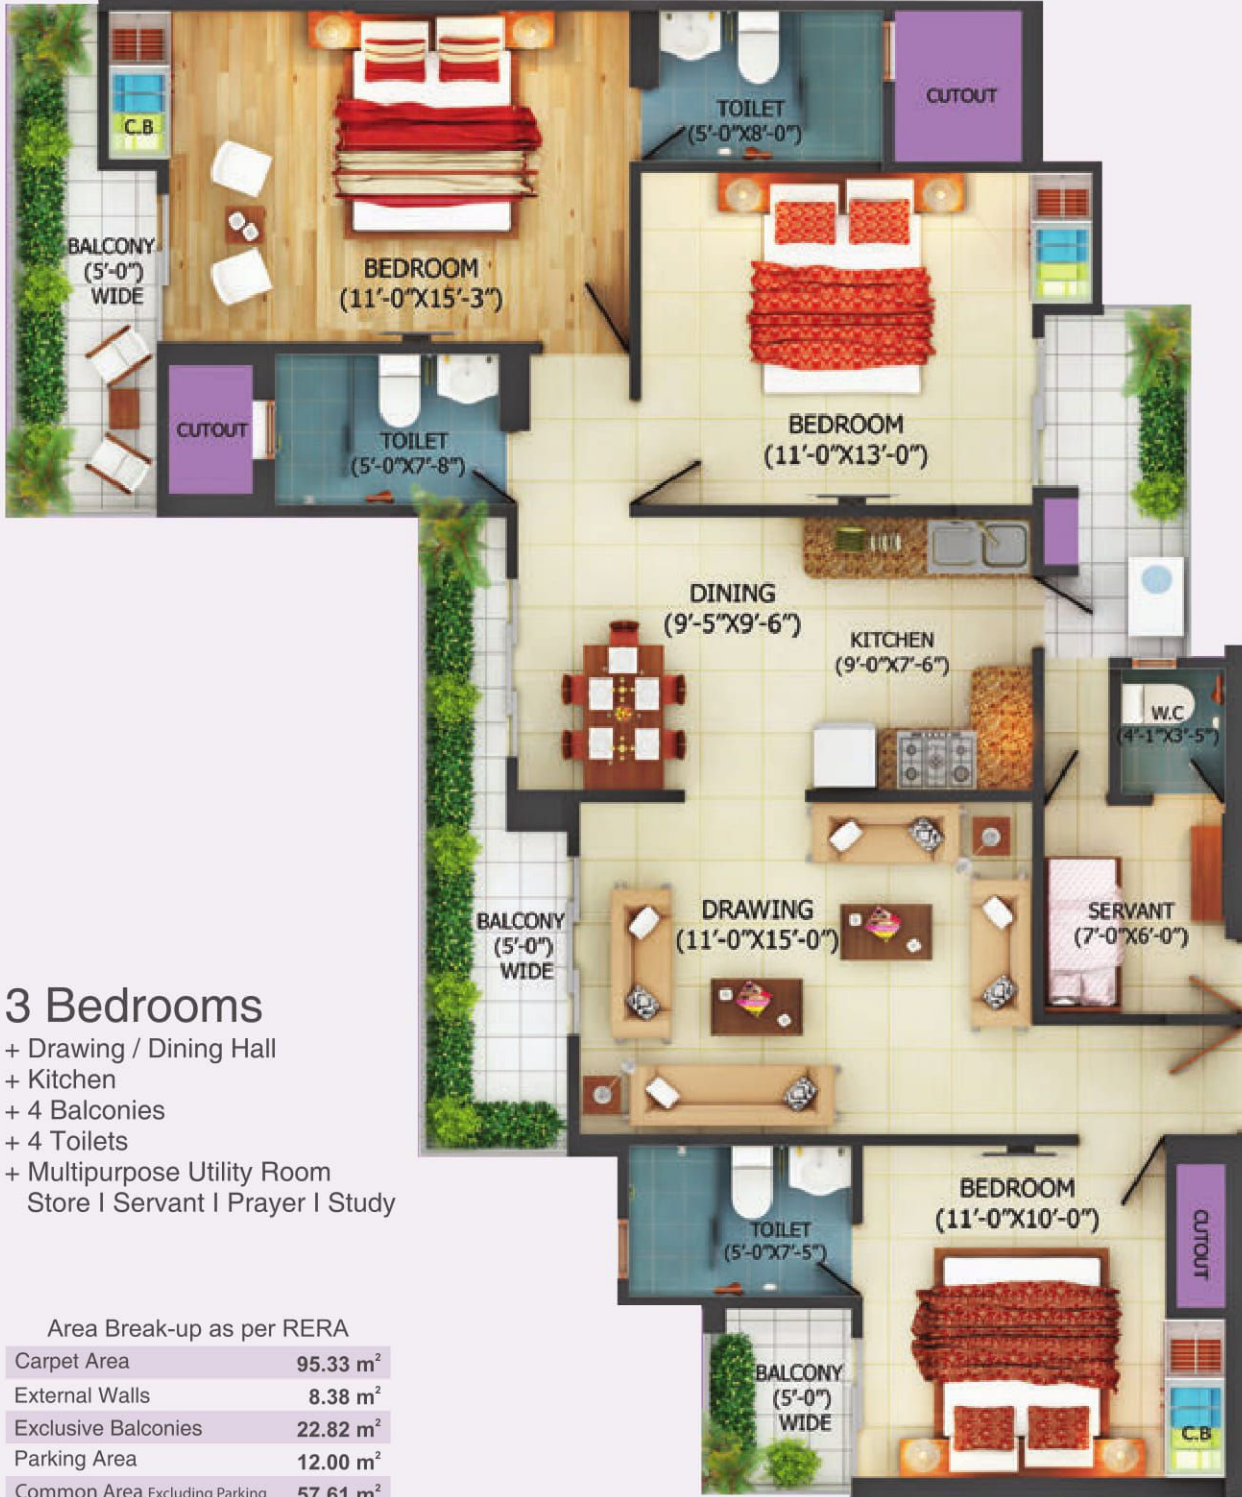 TOILET
(5'-0"X8'-0")
CUTOUT
C.B
BALCONY
(5'-0")
WIDE
BEDROOM
(11'-0"X15'-3")
CUTOUT
TOILET
(5'-0"X7'-8")
BEDROOM
(11'-0"X13'-0")
DINING
(9'-5"X9'-6")
KITCHEN
(9'-0"X7'-6")
W.C
(4'-1"X3'-5")
DRAWING
(11'-0"X15'-0")
SERVANT
(7'-0"X6'-0")
BALCONY
(5'-0")
WIDE
3 Bedrooms
+ Drawing / Dining Hall
+ Kitchen
+ 4 Balconies
+ 4 Toilets
+ Multipurpose Utility Room
Store I Servant I Prayer I Study
BEDROOM
(11'-0"X10'-0")
TOILET
(5'-0"X7'-5")
CUTOUT
BALCONY
(5'-0")
WIDE
C.B
Area Break-up as per RERA
Carpet Area 95.33 m²
External Walls 8.38 m²
Exclusive Balconies 22.82 m²
Parking Area 12.00 m²
Common Area Excluding Parking 57.61 m²